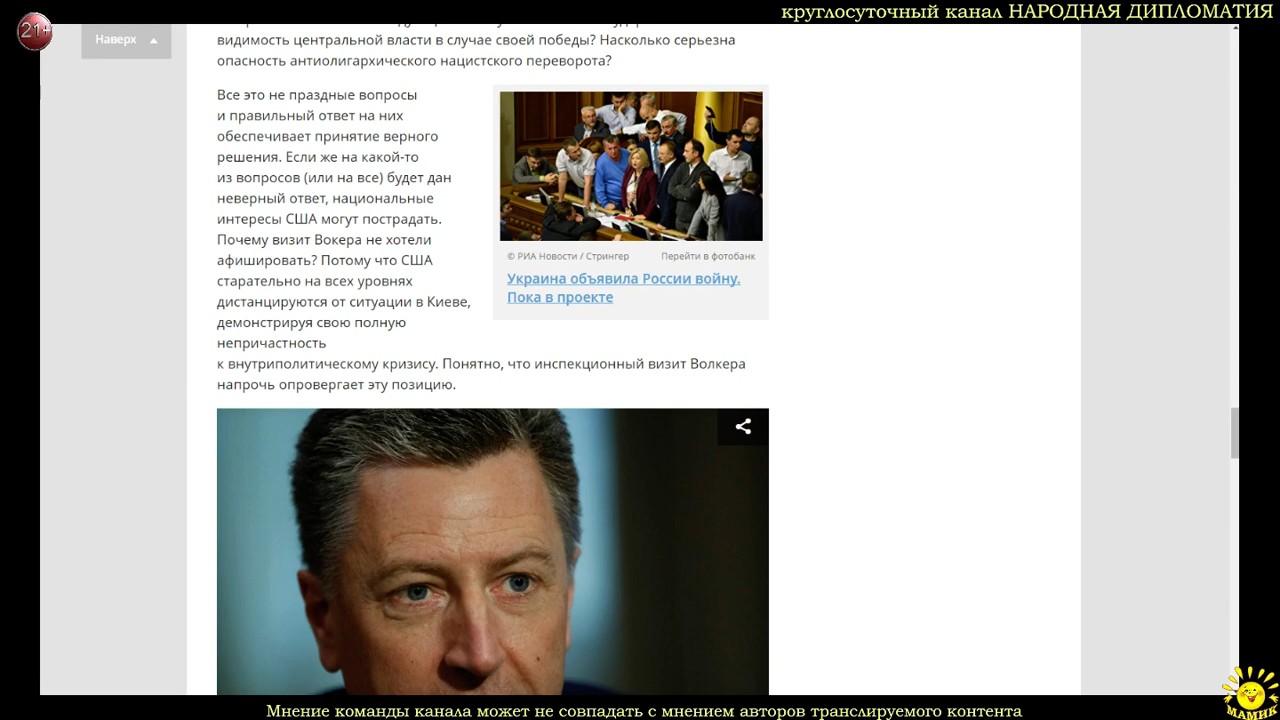 круглосуточный канал НАРОДНАЯ ДИПЛОМАТИЯ
21+
Наверх
видимость центральной власти в случае своей победы? Насколько серьезна
опасность антиолигархического нацистского переворота?
Все это не праздные вопросы
и правильный ответ на них
обеспечивает принятие верного
решения. Если же на какой-то
из вопросов (или на все) будет дан
неверный ответ, национальные
интересы США могут пострадать.
Почему визит Вокера не хотели
афишировать? Потому что США
старательно на всех уровнях
дистанцируются от ситуации в Киеве,
демонстрируя свою полную
непричастность
к внутриполитическому кризису. Понятно, что инспекционный визит Волкера
напрочь опровергает эту позицию.
© РИА Новости / Стрингер
Перейти в фотобанк
Украина объявила России войну.
Пока в проекте
МАМИК
Мнение команды канала может не совпадать с мнением авторов транслируемого контента